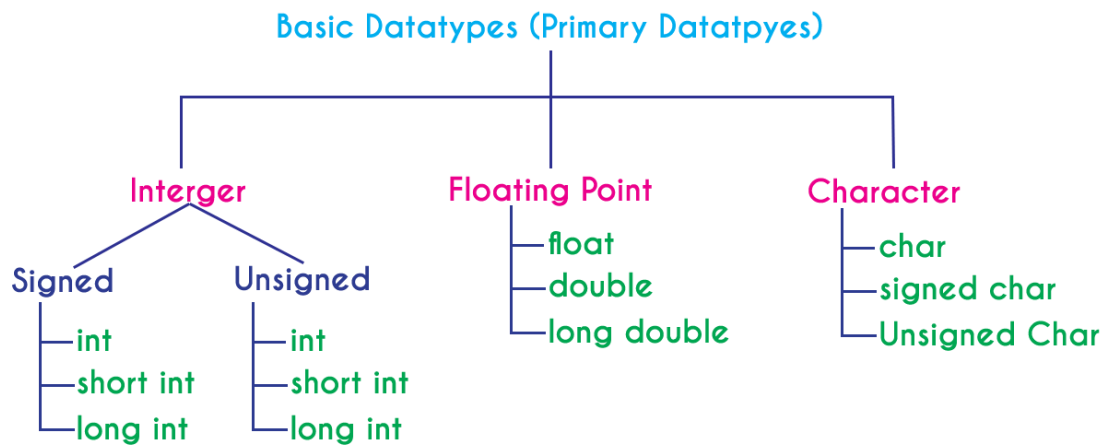 Basic Datatypes (Primary Datatpyes)
Interger
Floating Point
Character
Signed
Unsigned
int
short int
long int
int
short int
long int
float
double
long double
char
signed char
Unsigned Char